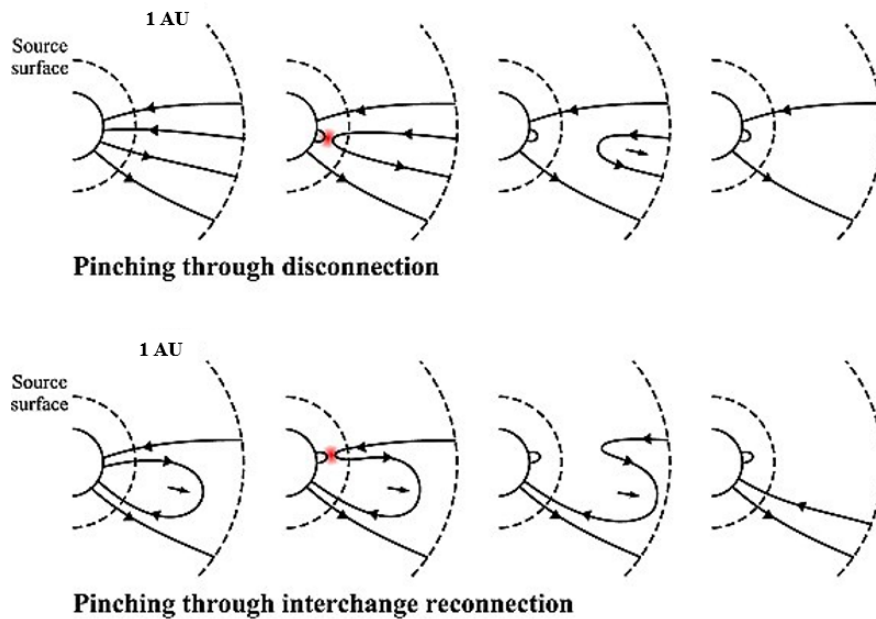 1 AU
Source
surface
Pinching through disconnection
1 AU
Source
surface
Pinching through interchange reconnection